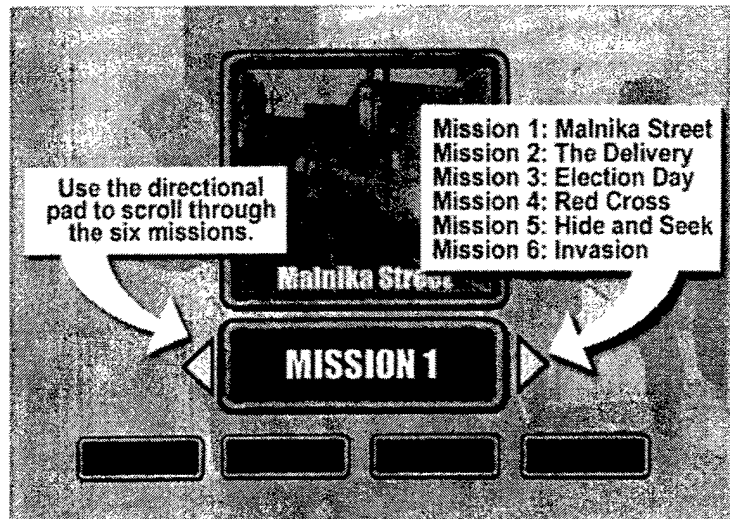 Mission 1: Malnika Street
Mission 2: The Delivery
Mission 3: Election Day
Mission 4: Red Cross
Mission 5: Hide and Seek
Mission 6: Invasion
Use the directional
pad to scroll through
the six missions.
Malnika Street
MISSION 1